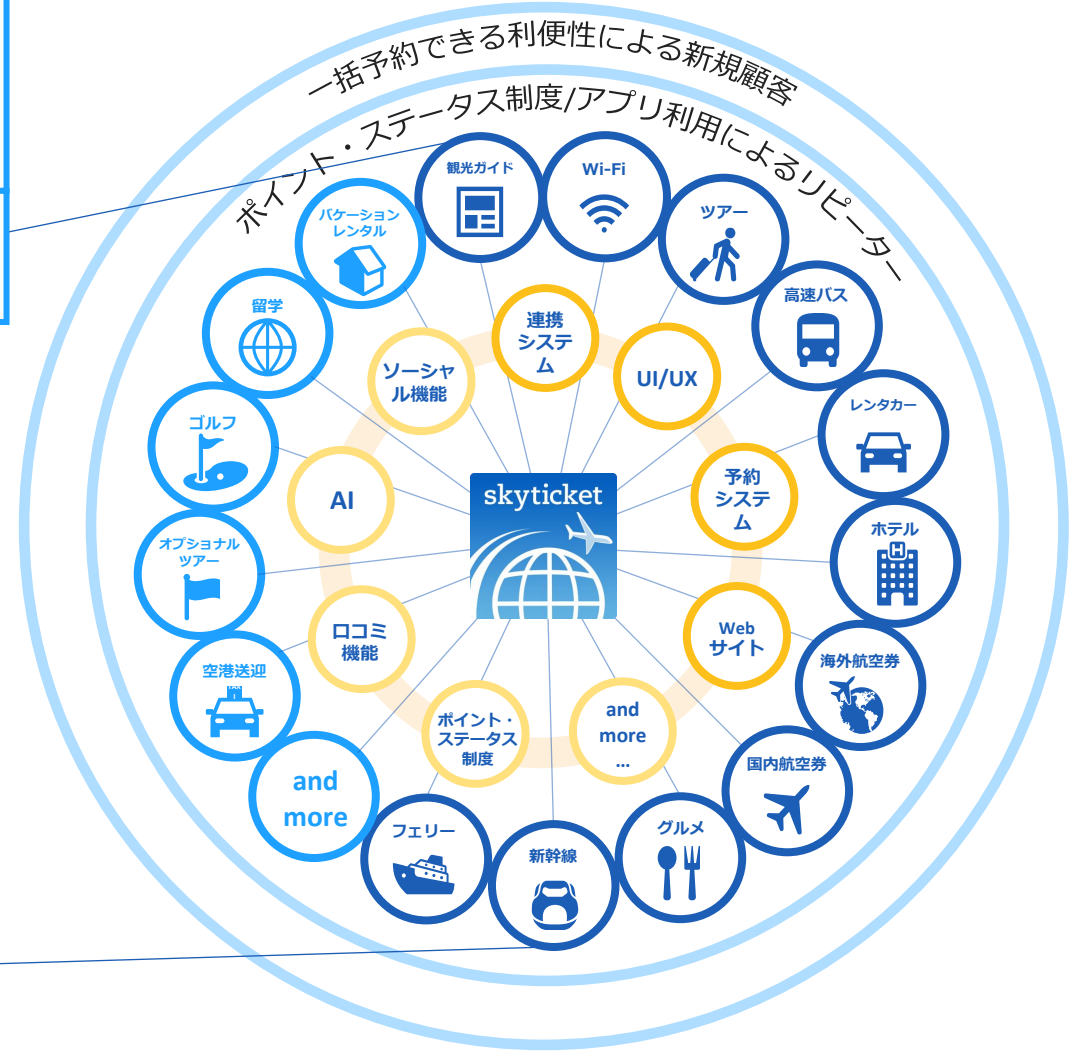 一括予約できる利便性による新規顧客
ポイント・ステータス制度/アプリ利用によるリピーター
観光ガイド
Wi-Fi
ツアー
高速バス
レンタカー
ホテル
海外航空券
国内航空券
グルメ
新幹線
フェリー
and
more
空港送迎
TAXI
オプショナル
ツアー
ゴルフ
留学
バケーション
レンタル
連携
システ
ム
UI/UX
予約
システ
ム
Web
サイト
and
more
...
ポイント・
ステータス
制度
口コミ
機能
AI
ソーシャ
ル機能
skyticket
H